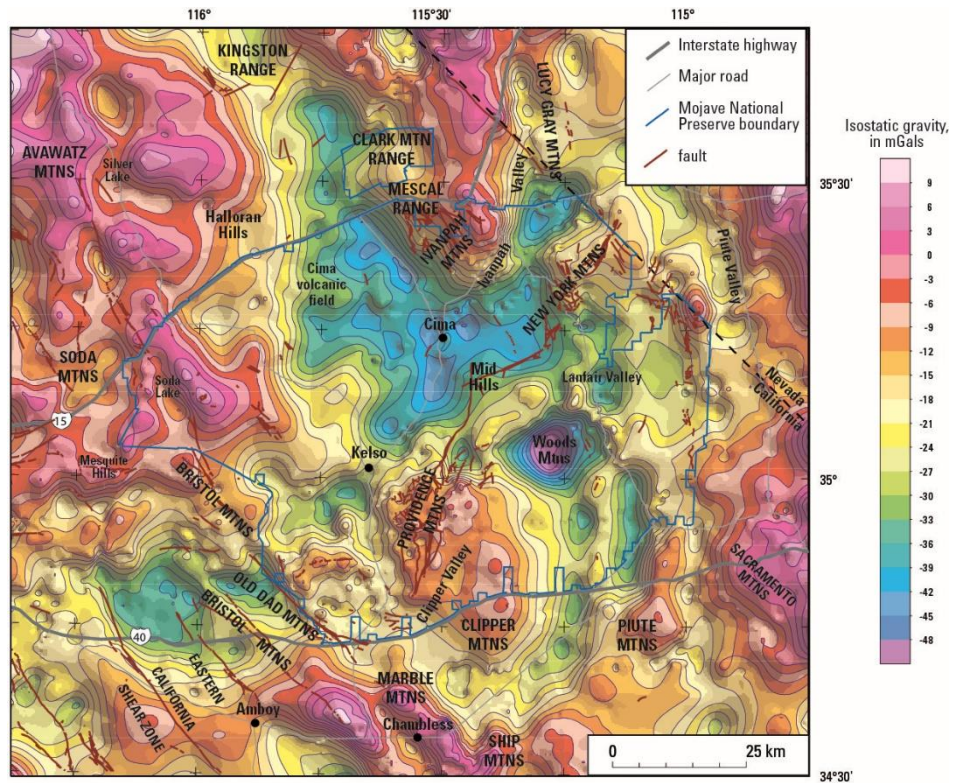 116°
115°30'
115°
KINGSTON
RANGE
LUCY GRAY MTNS
Interstate highway
Major road
Mojave National
Preserve boundary
fault
Isostatic gravity,
in mGals
9
6
3
0
-3
-6
-9
-12
-15
-18
-21
-24
-27
-30
-33
-36
-39
-42
-45
-48
AVAWATZ
MTNS
Silver
Lake
CLARK MTN
RANGE
MESCAL
RANGE
Valley
35°30'
Halloran
Hills
IVANPAH
MTNS
Ivanpah
Piute Valley
Cima
volcanic
field
NEW YORK MTNS
Cima
SODA
MTNS
Soda
Lake
Mid
Hills
Lanfair Valley
Nevada
California
15
Woods
Mtns
Kelso
Mesquite
Hills
35°
BRISTOL MTNS
PROVIDENCE
MTNS
Clipper Valley
SACRAMENTO
MTNS
OLD DAD MTNS
BRISTOL MTNS
40
CLIPPER
MTNS
PIUTE
MTNS
EASTERN
CALIFORNIA
SHEAR ZONE
MARBLE
MTNS
Amboy
Chambless
SHIP
MTNS
0
25 km
34°30'